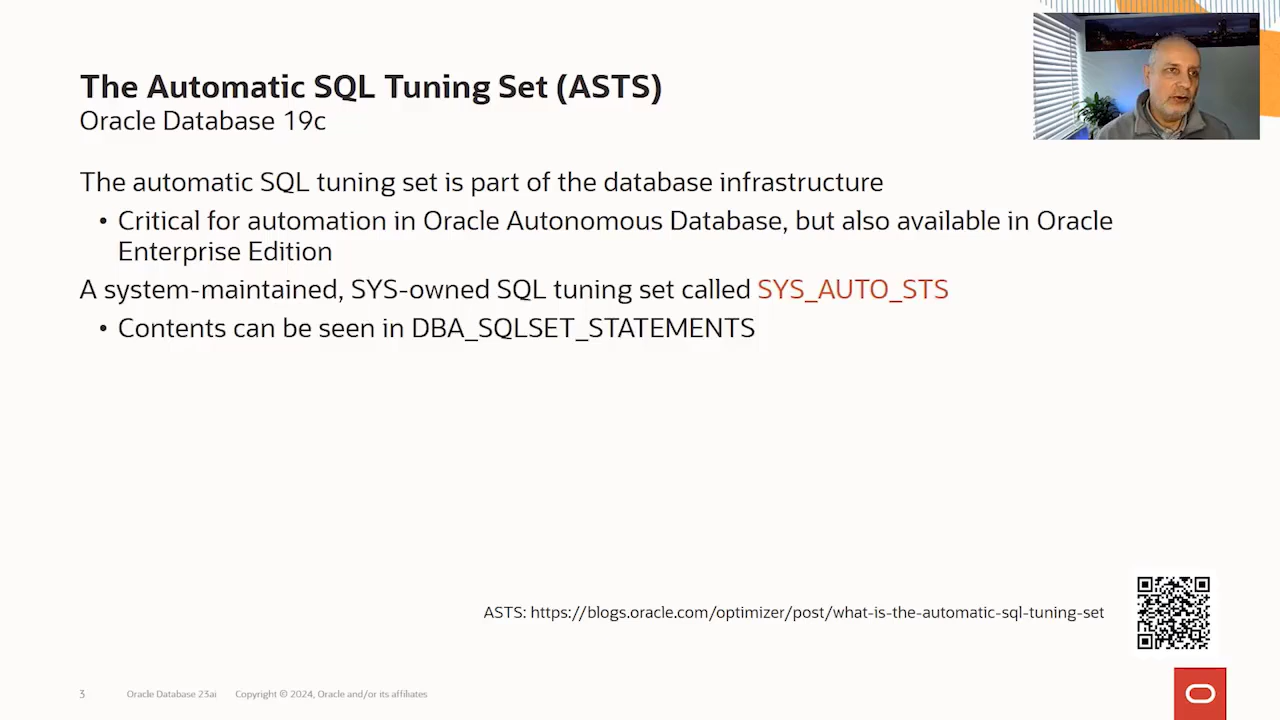 The Automatic SQL Tuning Set (ASTS)
Oracle Database 19c
The automatic SQL tuning set is part of the database infrastructure
• Critical for automation in Oracle Autonomous Database, but also available in Oracle
Enterprise Edition
A system-maintained, SYS-owned SQL tuning set called SYS_AUTO_STS
• Contents can be seen in DBA_SQLSET_STATEMENTS
ASTS: https://blogs.oracle.com/optimizer/post/what-is-the-automatic-sql-tuning-set
3 Oracle Database 23ai Copyright © 2024, Oracle and/or its affiliates